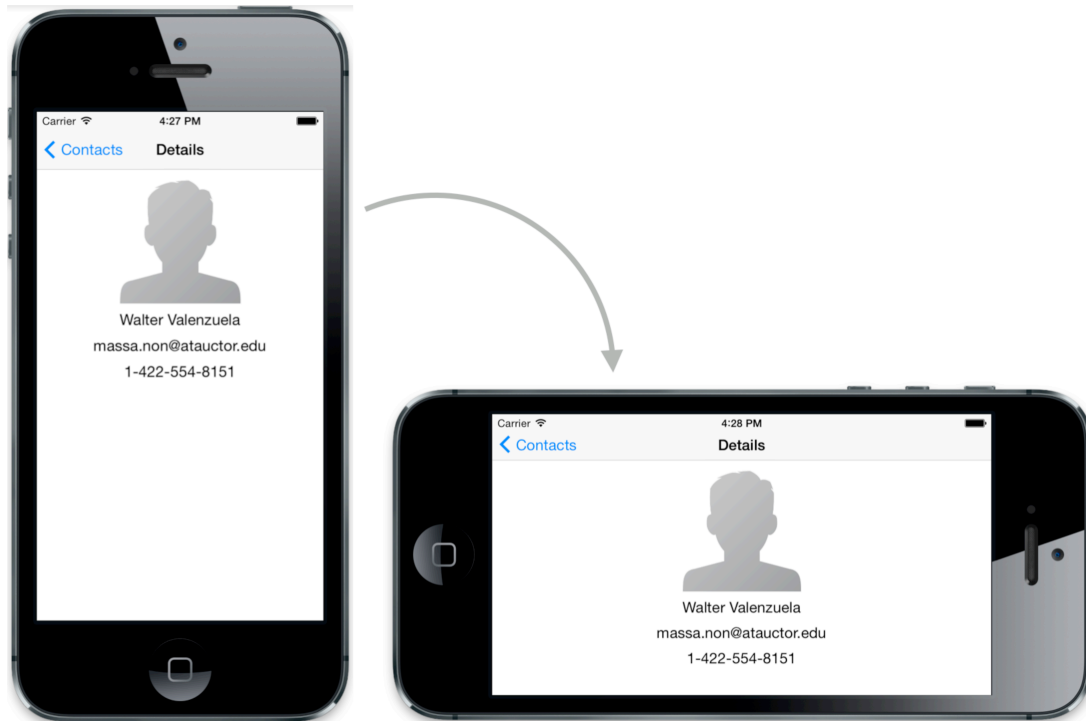 Carrier 4:27 PM
Contacts Details
Walter Valenzuela
massa.non@atauctor.edu
1-422-554-8151
Carrier 4:28 PM
Contacts Details
Walter Valenzuela
massa.non@atauctor.edu
1-422-554-8151